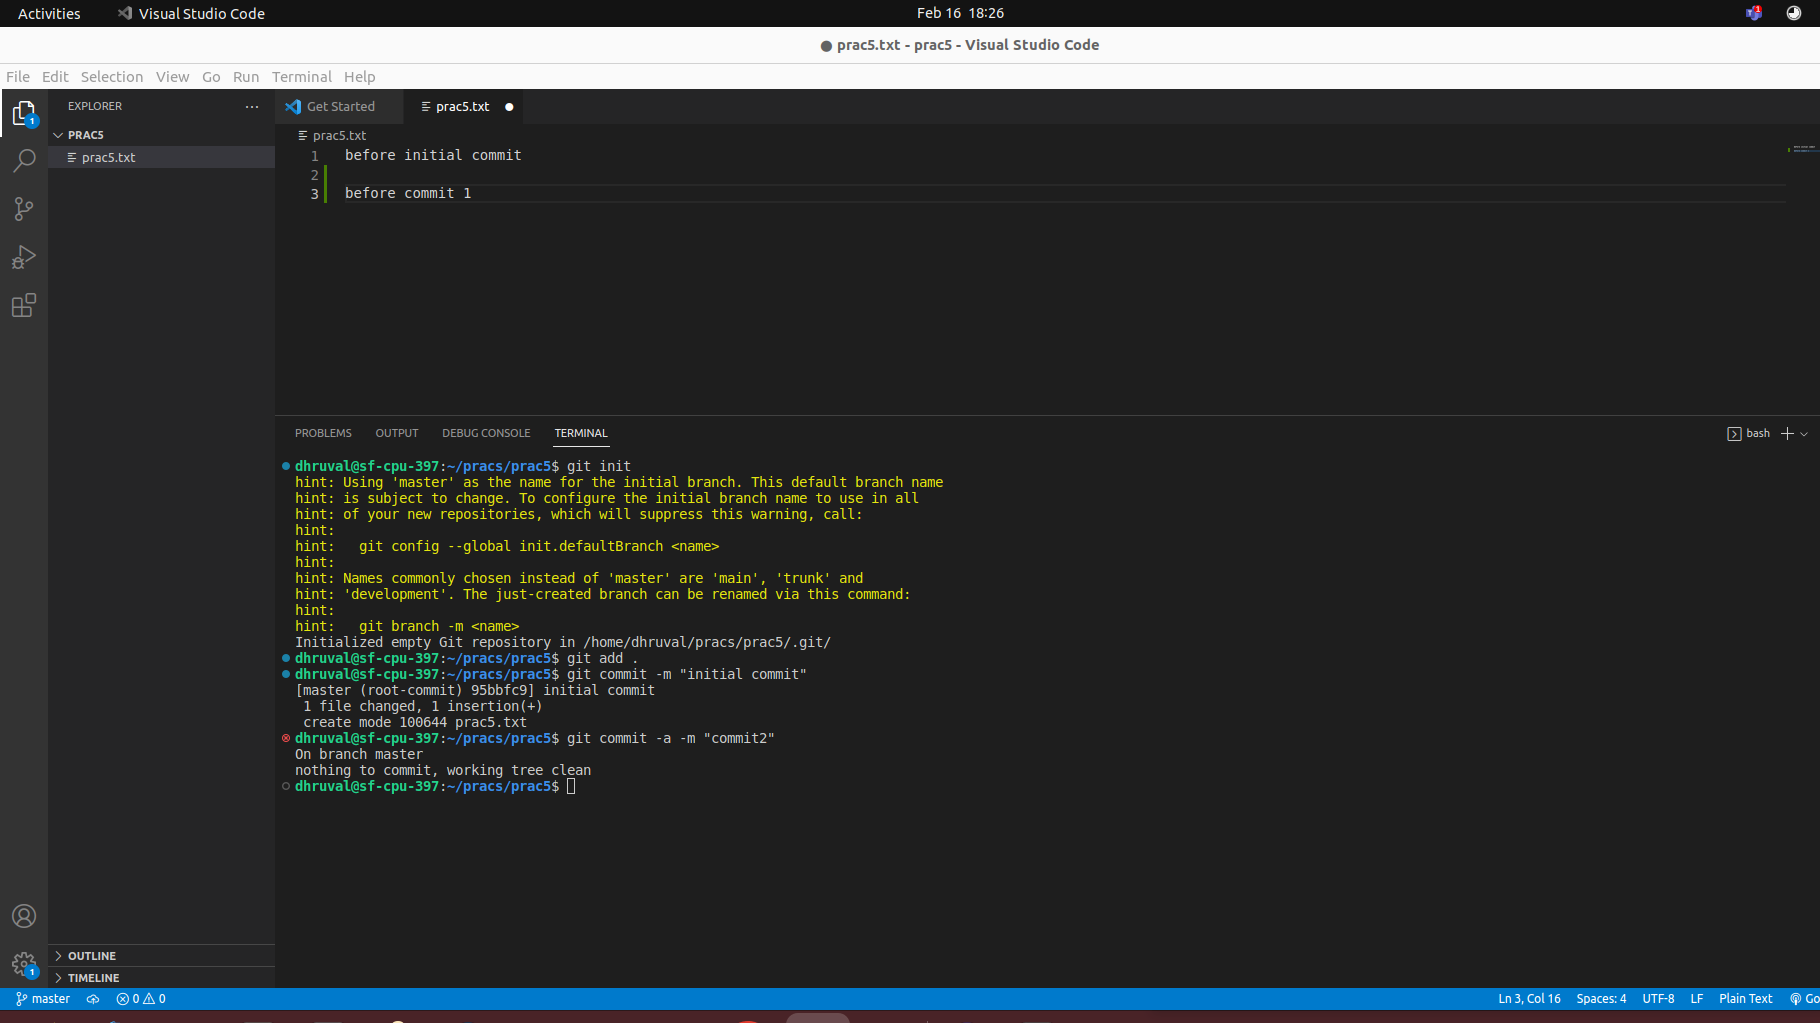 Activities Visual Studio Code Feb 16 18:26 1
● prac5.txt - prac5 - Visual Studio Code
File Edit Selection View Go Run Terminal Help
EXPLORER ··· Get Started prac5.txt ●
1
PRAC5 prac5.txt
prac5.txt
1 before initial commit
2
3 before commit 1
PROBLEMS OUTPUT DEBUG CONSOLE TERMINAL bash
dhruval@sf-cpu-397:~/pracs/prac5$ git init
hint: Using 'master' as the name for the initial branch. This default branch name
hint: is subject to change. To configure the initial branch name to use in all
hint: of your new repositories, which will suppress this warning, call:
hint:
hint:   git config --global init.defaultBranch <name>
hint:
hint: Names commonly chosen instead of 'master' are 'main', 'trunk' and
hint: 'development'. The just-created branch can be renamed via this command:
hint:
hint:   git branch -m <name>
Initialized empty Git repository in /home/dhruval/pracs/prac5/.git/
dhruval@sf-cpu-397:~/pracs/prac5$ git add .
dhruval@sf-cpu-397:~/pracs/prac5$ git commit -m "initial commit"
[master (root-commit) 95bbfc9] initial commit
 1 file changed, 1 insertion(+)
 create mode 100644 prac5.txt
dhruval@sf-cpu-397:~/pracs/prac5$ git commit -a -m "commit2"
On branch master
nothing to commit, working tree clean
dhruval@sf-cpu-397:~/pracs/prac5$
OUTLINE
1
TIMELINE
master 0 0 Ln 3, Col 16 Spaces: 4 UTF-8 LF Plain Text Go